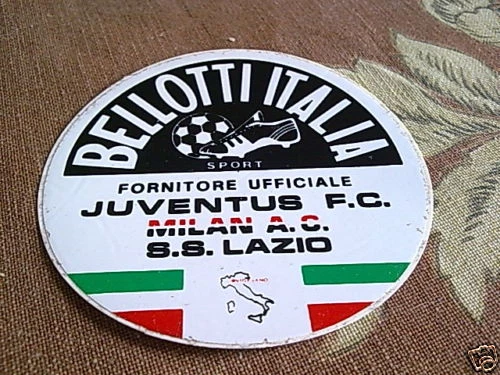 BELLOTTI ITALIA
SPORT
FORNITORE UFFICIALE
JUVENTUS F.C.
MILAN A.C.
S.S. LAZIO